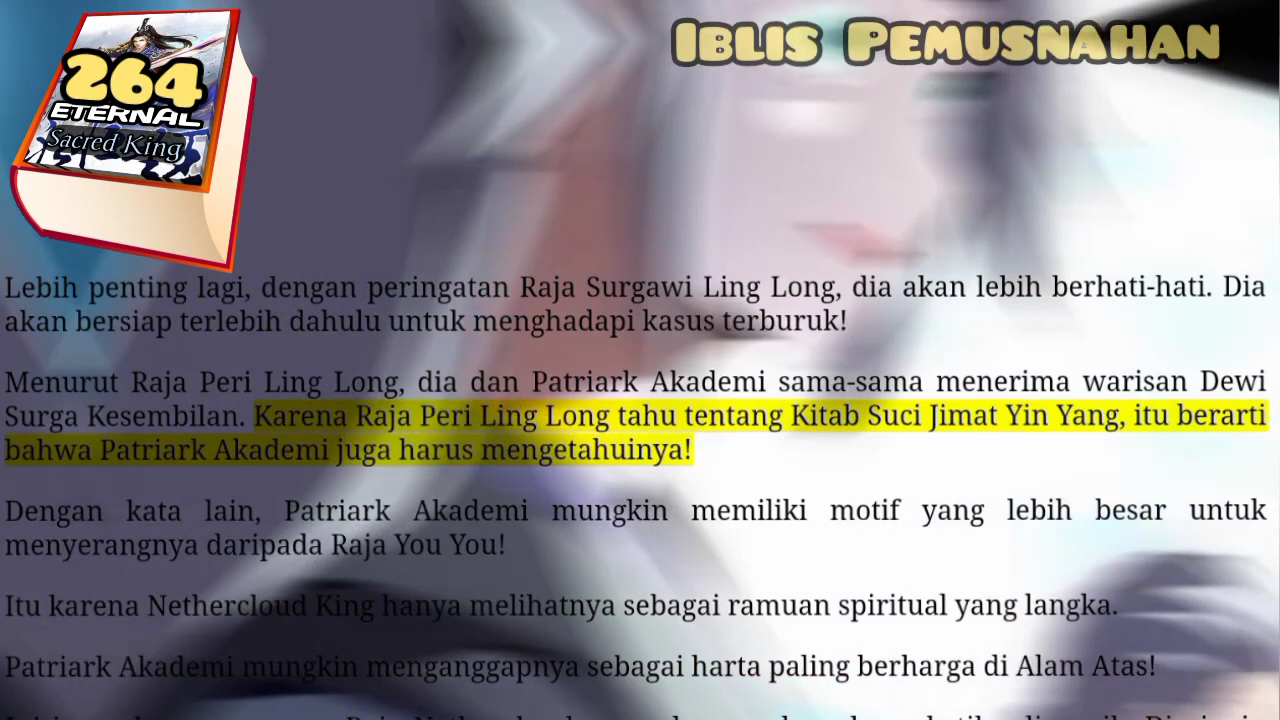 Iblis Pemusnahan
264
ETERNAL
Sacred King
Lebih penting lagi, dengan peringatan Raja Surgawi Ling Long, dia akan lebih berhati-hati. Dia
akan bersiap terlebih dahulu untuk menghadapi kasus terburuk!
Menurut Raja Peri Ling Long, dia dan Patriark Akademi sama-sama menerima warisan Dewi
Surga Kesembilan. Karena Raja Peri Ling Long tahu tentang Kitab Suci Jimat Yin Yang, itu berarti
bahwa Patriark Akademi juga harus mengetahuinya!
Dengan kata lain, Patriark Akademi mungkin memiliki motif yang lebih besar untuk
menyerangnya daripada Raja You You!
Itu karena Nethercloud King hanya melihatnya sebagai ramuan spiritual yang langka.
Patriark Akademi mungkin menganggapnya sebagai harta paling berharga di Alam Atas!